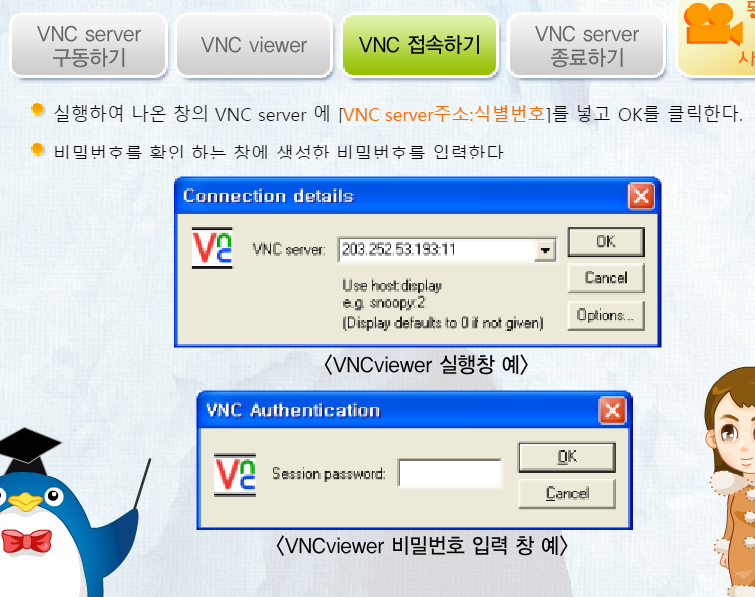 VNC server
구동하기
VNC viewer
VNC 접속하기
VNC server
종료하기
실행하여 나온 창의 VNC server 에 [VNC server주소:식별번호]를 넣고 OK를 클릭한다.
비밀번호를 확인 하는 창에 생성한 비밀번호를 입력한다
Connection details
VNC
VNC server:
203.252.53.193:11
OK
Use host:display
e.g. snoopy:2
(Display defaults to 0 if not given)
Cancel
Options...
〈VNCviewer 실행창 예〉
VNC Authentication
VNC
Session password:
OK
Cancel
〈VNCviewer 비밀번호 입력 창 예〉